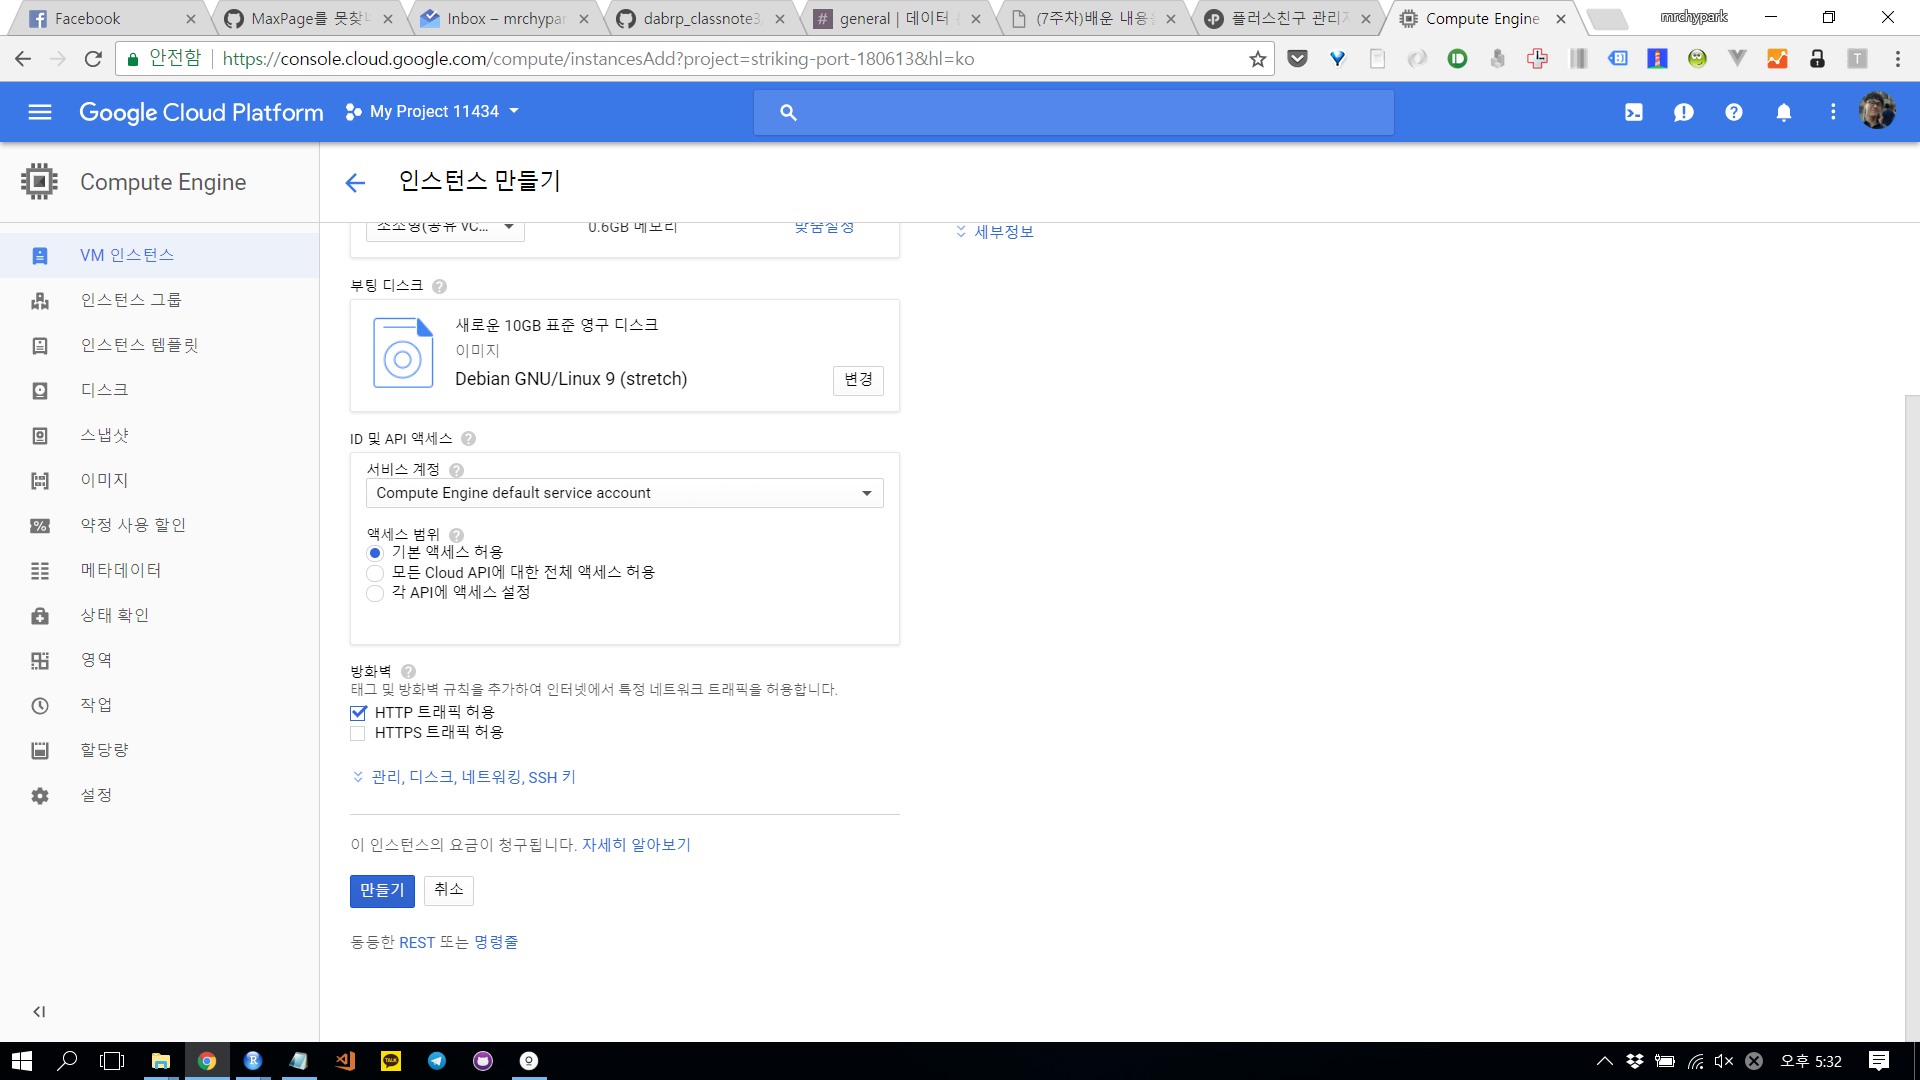 Facebook
MaxPage를 못찾
Inbox – mrchypar
dabrp_classnote3
general | 데이터
(7주차)배운 내용
플러스친구 관리자
Compute Engine
mrchypark
안전함
https://console.cloud.google.com/compute/instancesAdd?project=striking-port-180613&hl=ko
Google Cloud Platform
My Project 11434
Compute Engine
인스턴스 만들기
VM 인스턴스
인스턴스 그룹
인스턴스 템플릿
디스크
스냅샷
이미지
약정 사용 할인
메타데이터
상태 확인
영역
작업
할당량
설정
초소형(공유 vC...
0.6GB 메모리
맞춤설정
세부정보
부팅 디스크
새로운 10GB 표준 영구 디스크
이미지
Debian GNU/Linux 9 (stretch)
변경
ID 및 API 액세스
서비스 계정
Compute Engine default service account
액세스 범위
기본 액세스 허용
모든 Cloud API에 대한 전체 액세스 허용
각 API에 액세스 설정
방화벽
태그 및 방화벽 규칙을 추가하여 인터넷에서 특정 네트워크 트래픽을 허용합니다.
HTTP 트래픽 허용
HTTPS 트래픽 허용
관리, 디스크, 네트워킹, SSH 키
이 인스턴스의 요금이 청구됩니다. 자세히 알아보기
만들기
취소
동등한 REST 또는 명령줄
오후 5:32